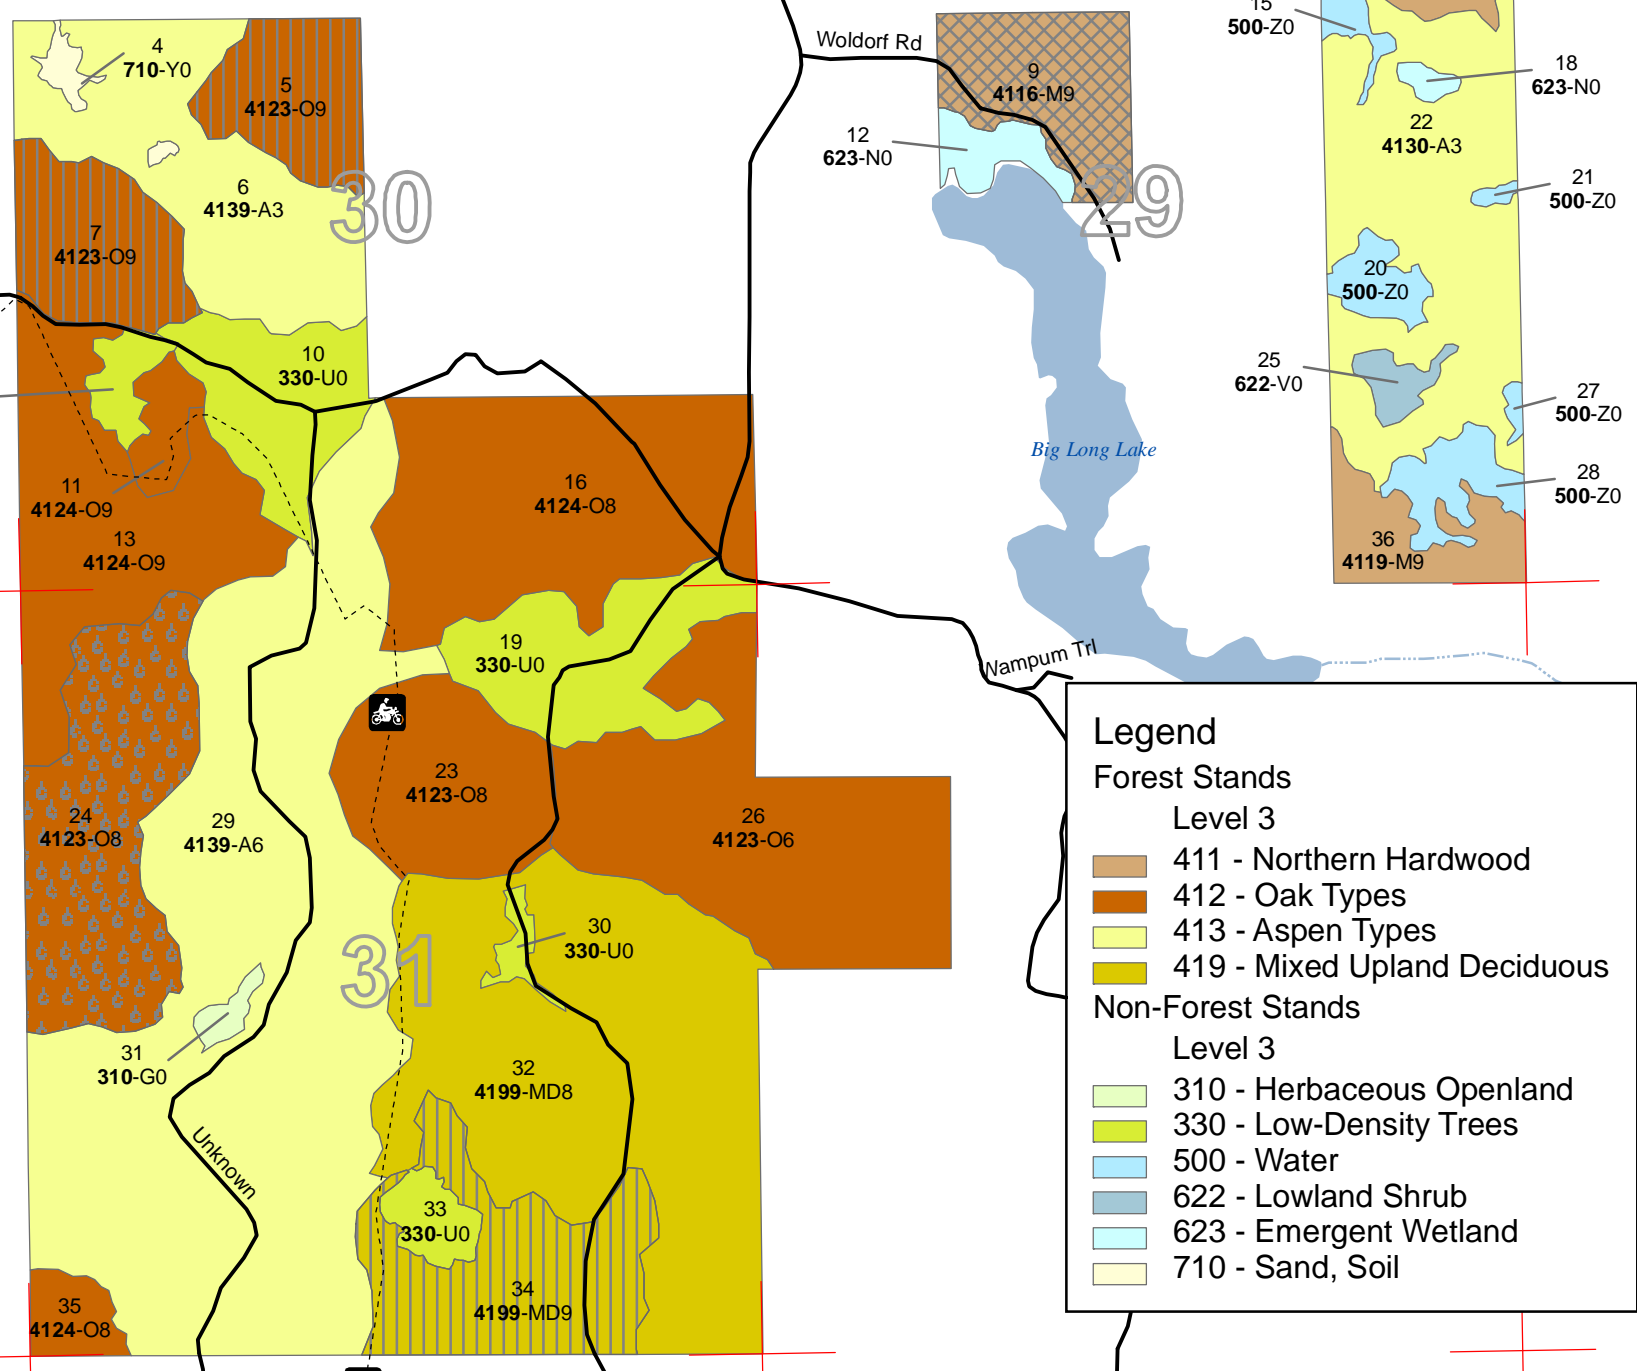 4
710-Y0
5
4123-O9
6
4139-A3
30
7
4123-O9
10
330-U0
11
4124-O9
13
4124-O9
16
4124-O8
19
330-U0
23
4123-O8
24
4123-O8
29
4139-A6
26
4123-O6
30
330-U0
31
31
310-G0
32
4199-MD8
Unknown
33
330-U0
34
4199-MD9
35
4124-O8
Woldorf Rd
9
4116-M9
12
623-N0
29
Big Long Lake
Wampum Trl
15
500-Z0
18
623-N0
22
4130-A3
21
500-Z0
20
500-Z0
25
622-V0
27
500-Z0
28
500-Z0
36
4119-M9
Legend
Forest Stands
Level 3
411 - Northern Hardwood
412 - Oak Types
413 - Aspen Types
419 - Mixed Upland Deciduous
Non-Forest Stands
Level 3
310 - Herbaceous Openland
330 - Low-Density Trees
500 - Water
622 - Lowland Shrub
623 - Emergent Wetland
710 - Sand, Soil